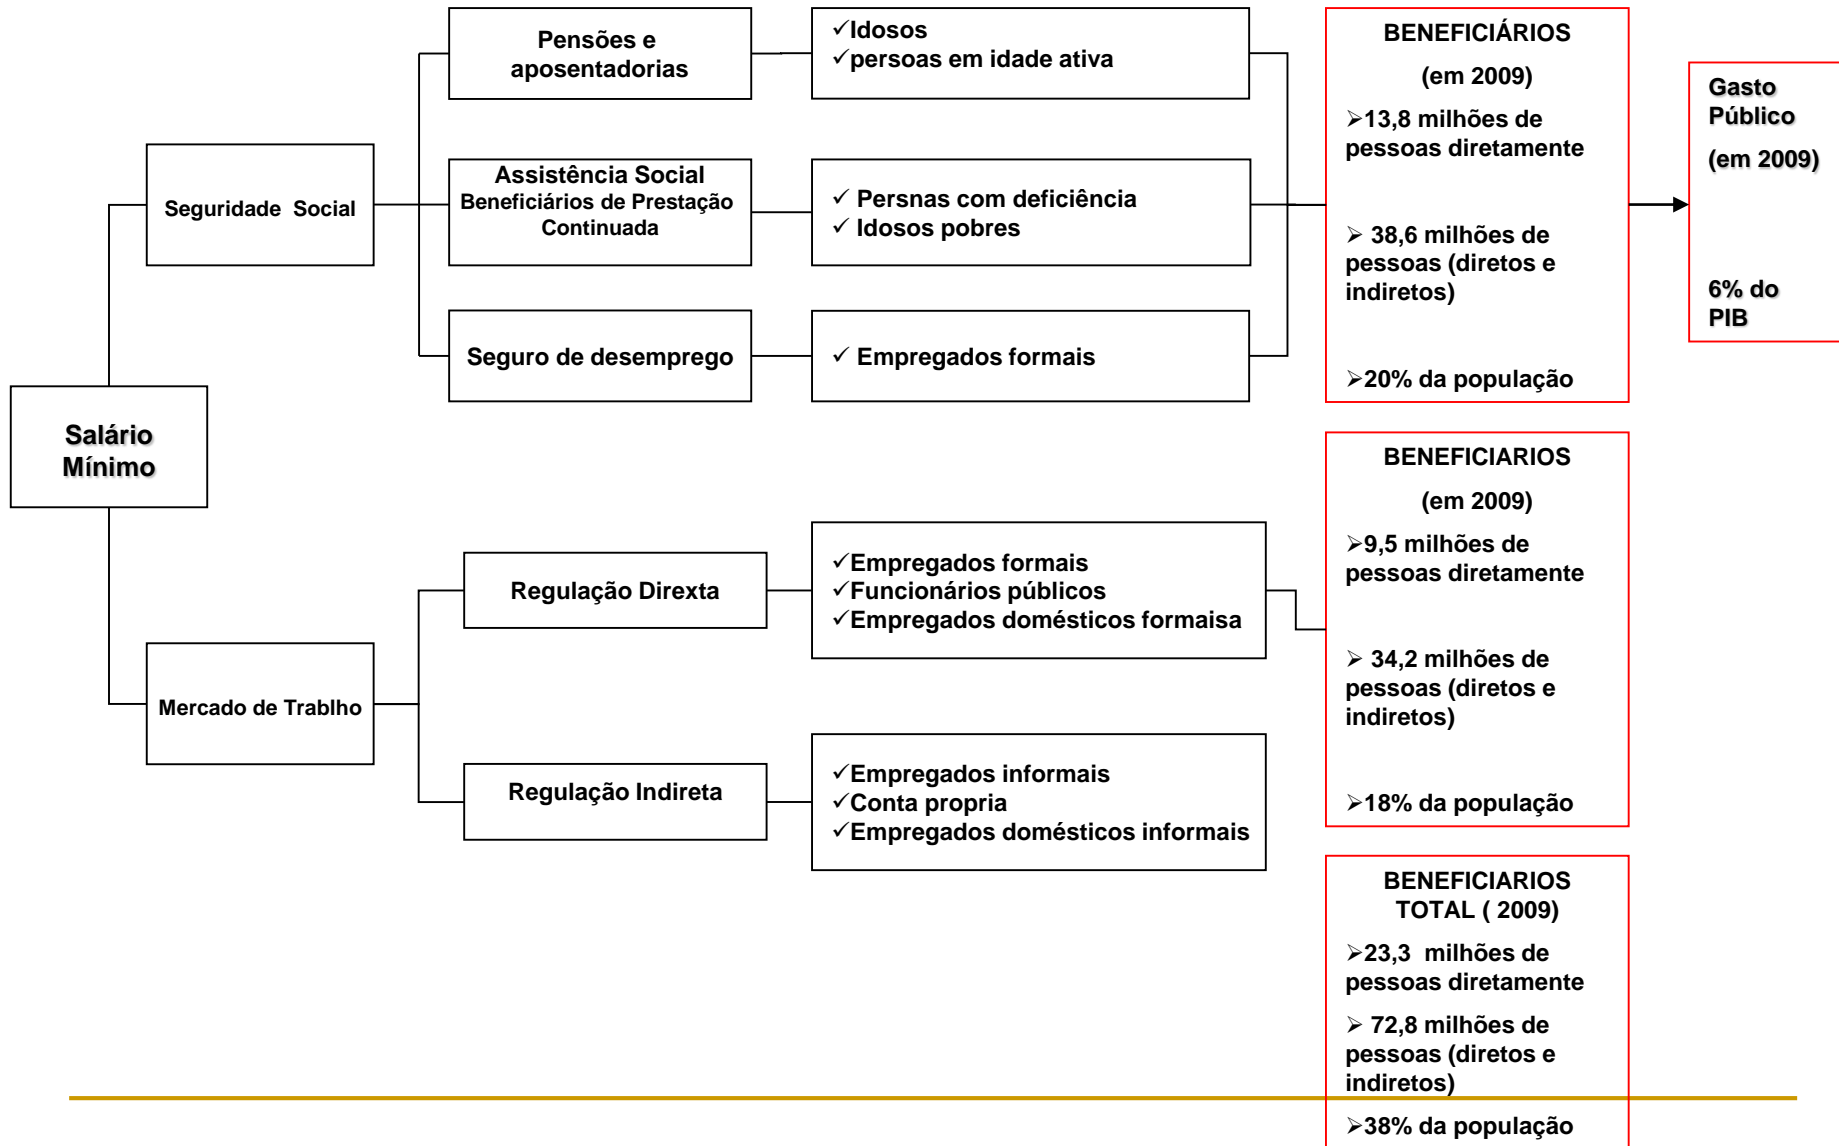 Salário
Mínimo
Seguridade Social
Pensões e
aposentadorias
✓Idosos
✓persoas em idade ativa
Assistência Social
Beneficiários de Prestação
Continuada
✓ Persnas com deficiência
✓ Idosos pobres
Seguro de desemprego
✓ Empregados formais
BENEFICIÁRIOS
(em 2009)
➢13,8 milhões de
pessoas diretamente
➢ 38,6 milhões de
pessoas (diretos e
indiretos)
➢20% da população
Gasto
Público
(em 2009)
6% do
PIB
Mercado de Trablho
Regulação Direxta
✓Empregados formais
✓Funcionários públicos
✓Empregados domésticos formaisa
Regulação Indireta
✓Empregados informais
✓Conta propria
✓Empregados domésticos informais
BENEFICIARIOS
(em 2009)
➢9,5 milhões de
pessoas diretamente
➢ 34,2 milhões de
pessoas (diretos e
indiretos)
➢18% da população
BENEFICIARIOS
TOTAL ( 2009)
➢23,3 milhões de
pessoas diretamente
➢ 72,8 milhões de
pessoas (diretos e
indiretos)
➢38% da população